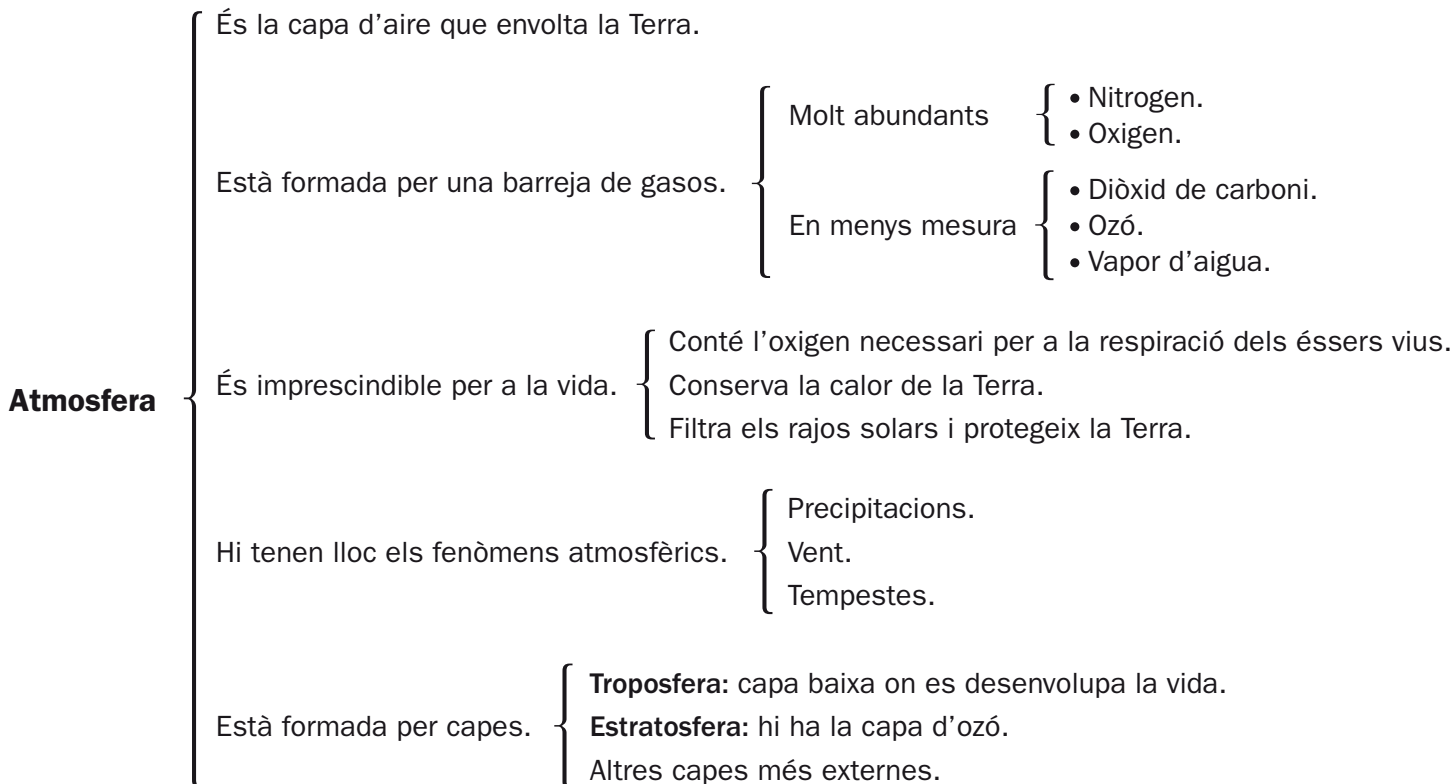 És la capa d’aire que envolta la Terra.
Està formada per una barreja de gasos.
Molt abundants
• Nitrogen.
• Oxigen.
En menys mesura
• Diòxid de carboni.
• Ozó.
• Vapor d’aigua.
Atmosfera
És imprescindible per a la vida.
Conté l’oxigen necessari per a la respiració dels éssers vius.
Conserva la calor de la Terra.
Filtra els rajos solars i protegeix la Terra.
Hi tenen lloc els fenòmens atmosfèrics.
Precipitacions.
Vent.
Tempestes.
Està formada per capes.
Troposfera: capa baixa on es desenvolupa la vida.
Estratosfera: hi ha la capa d’ozó.
Altres capes més externes.